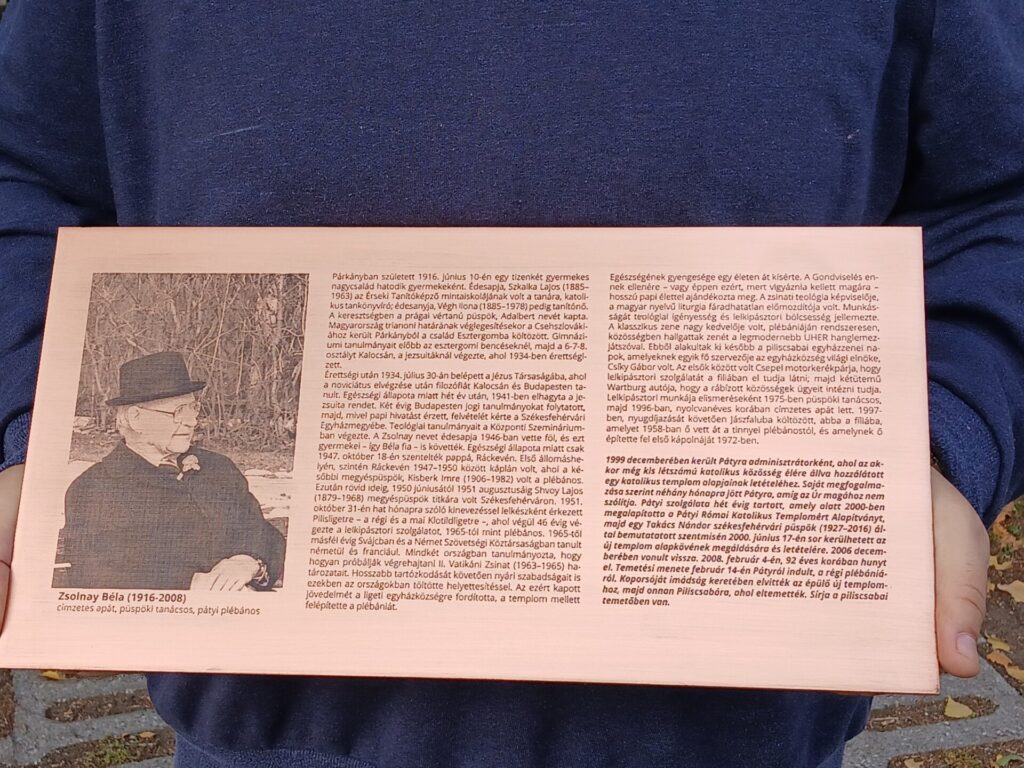 Párkányban született 1916. június 10-én egy tizenkét gyermekes
nagycsalád hatodik gyermekeként. Édesapja, Szkalka Lajos (1885–
1963) az Érseki Tanítóképző mintaiskolájának volt a tanára, katoli-
kus tankönyvíró; édesanyja, Végh Ilona (1885–1978) pedig tanítónő.
A keresztségben a prágai vértanú püspök, Adalbert nevét kapta.
Magyarország trianoni határának véglegesítésekor a Csehszlováki-
ához került Párkányból a család Esztergomba költözött. Gimnázi-
umi tanulmányait előbb az esztergomi bencéseknél, majd a 6-7-8.
osztályt Kalocsán, a jezsuitáknál végezte, ahol 1934-ben érettségi-
zett.
Érettségi után 1934. július 30-án belépett a Jézus Társaságába, ahol
a noviciátus elvégzése után filozófiát Kalocsán és Budapesten ta-
nult. Egészségi állapota miatt hét év után, 1941-ben elhagyta a je-
zsuita rendet. Két évig Budapesten jogi tanulmányokat folytatott,
majd, mivel papi hivatást érzett, felvételét kérte a Székesfehérvári
Egyházmegyébe. Teológiai tanulmányait a Központi Szeminárium-
ban végezte. A Zsolnay nevet édesapja 1946-ban vette föl, és ezt
gyermekei – így Béla fia – is követték. Egészségi állapota miatt csak
1947. október 18-én szentelték pappá, Ráckevén. Első állomáshe-
lyén, szintén Ráckevén 1947–1950 között káplán volt, ahol a ké-
sőbbi megyéspüspök, Kisberk Imre (1906–1982) volt a plébános.
Ezután rövid ideig, 1950 júniusától 1951 augusztusáig Shvoy Lajos
(1879–1968) megyéspüspök titkára volt Székesfehérváron. 1951.
október 31-én hat hónapra szóló kinevezéssel lelkészként érkezett
Pilisligetre – a régi és a mai Klotildligetre –, ahol végül 46 évig vé-
gezte a lelkipásztori szolgálatot, 1965-től mint plébános. 1965-től
másfél évig Svájcban és a Német Szövetségi Köztársaságban tanult
németül és franciául. Mindkét országban tanulmányozta, hogy
hogyan próbálják végrehajtani II. Vatikáni Zsinat (1963–1965) ha-
tározatait. Hosszabb tartózkodását követően nyári szabadságait is
ezekben az országokban töltötte helyettesítéssel. Az ezért kapott
jövedelmét a ligeti egyházközségre fordította, a templom mellett
felépítette a plébániát.
Egészségének gyengesége egy életen át kísérte. A Gondviselés en-
nek ellenére – vagy éppen ezért, mert vigyáznia kellett magára –
hosszú papi élettel ajándékozta meg. A zsinati teológia képviselője,
a magyar nyelvű liturgia fáradhatatlan előmozdítója volt. Munkás-
ságát teológiai igényesség és lelkipásztori bölcsesség jellemezte.
A klasszikus zene nagy kedvelője volt, plébániáján rendszeresen,
közösségben hallgattak zenét a legmodernebb UHER hanglemez-
játszóval. Ebből alakultak ki később a piliscsabai egyházzenei na-
pok, amelyeknek egyik fő szervezője az egyházközség világi elnöke,
Csíky Gábor volt. Az elsők között volt Csepel motorkerékpárja, hogy
lelkipásztori szolgálatát a filiában el tudja látni; majd kétütemű
Wartburg autója, hogy a rábízott közösségek ügyeit intézni tudja.
Lelkipásztori munkája elismeréseként 1975-ben püspöki tanácsos,
majd 1996-ban, nyolcvanéves korában címzetes apát lett. 1997-
ben, nyugdíjazását követően Jászfaluba költözött, abba a filiába,
amelyet 1958-ban ő vett át a tinnyei plébánostól, és amelynek ő
építette fel első kápolnáját 1972-ben.
1999 decemberében került Pátyra adminisztrátorként, ahol az ak-
kor még kis létszámú katolikus közösség élére állva hozzálátott
egy katolikus templom alapjainak letételéhez. Saját megfogalma-
zása szerint néhány hónapra jött Pátyra, amíg az Úr magához nem
szólítja. Pátyi szolgálata hét évig tartott, amely alatt 2000-ben
megalapította a Pátyi Római Katolikus Templomért Alapítványt,
majd egy Takács Nándor székesfehérvári püspök (1927–2016) ál-
tal bemutatatott szentmisén 2000. június 17-én sor kerülhetett az
új templom alapkövének megáldására és letételére. 2006 decem-
berében vonult vissza. 2008. február 4-én, 92 éves korában hunyt
el. Temetési menete február 14-én Pátyról indult, a régi plébániá-
ról. Koporsóját imádság keretében elvitték az épülő új templom-
hoz, majd onnan Piliscsabára, ahol eltemették. Sírja a piliscsabai
temetőben van.
Zsolnay Béla (1916-2008)
címzetes apát, püspöki tanácsos, pátyi plébános